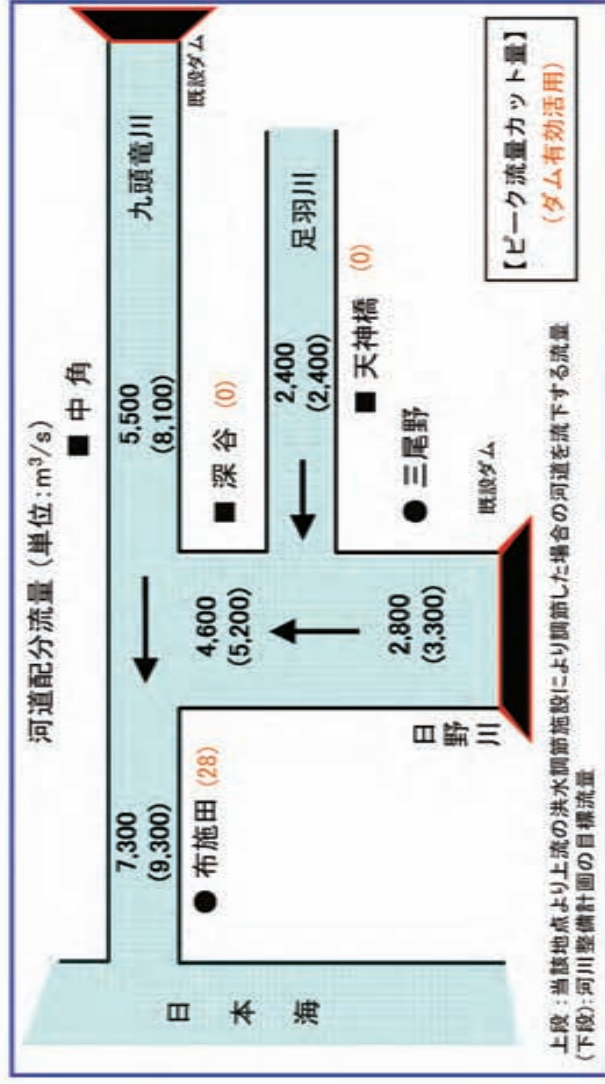 河道配分流量 (単位:m³/s)
■ 中 角
既設ダム
5,500
(8,100)
九頭竜川
7,300
(9,300)
● 布施田 (28)
■ 深谷 (0)
4,600
(5,200)
2,400
(2,400)
足羽川
■ 天神橋 (0)
● 三尾野
2,800
(3,300)
日野川
既設ダム
日本海
【ピーク流量カット量】
(ダム有効活用)
上段:当該地点より上流の洪水調節施設により調節した場合の河道を流下する流量
(下段):河川整備計画の目標流量